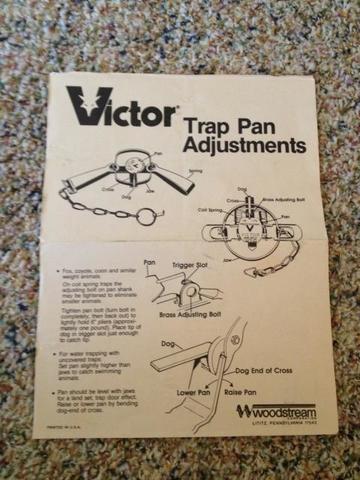 Victor®
Trap Pan
Adjustments
Pan
Spring
Cross
Dog
Dog
Cross
Brass Adjusting Bolt
Coil Spring
Pan
Jaw
• Fox, coyote, coon and similar
weight animals.
On coil spring traps the
adjusting bolt on pan shank
may be tightened to eliminate
smaller animals.
Tighten pan bolt (turn bolt in
completely, then back out) to
lightly hold 6" pliers (approxi-
mately one pound). Place tip of
dog in trigger slot just enough
to catch tip.
• For water trapping with
uncovered traps:
Set pan slightly higher than
jaws to catch swimming
animals.
• Pan should be level with jaws
for a land set, trap door effect.
Raise or lower pan by bending
dog-end of cross.
Pan
Trigger Slot
Brass Adjusting Bolt
Dog
Dog End of Cross
Lower Pan
Raise Pan
Woodstream
LITITZ, PENNSYLVANIA 17543
PRINTED IN U.S.A.